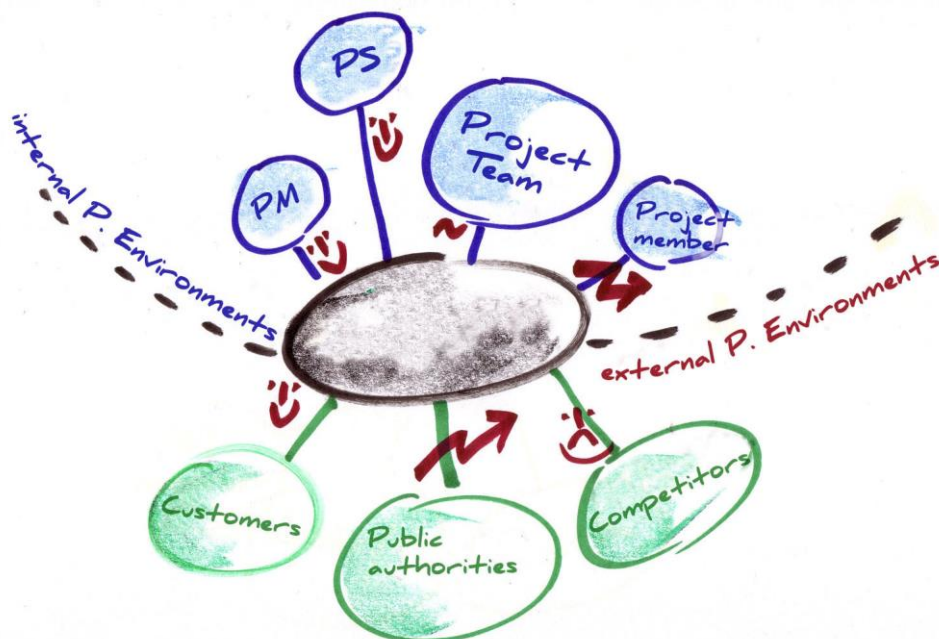 PS
Project
Team
PM
Project
member
internal P. Environments
external P. Environments
Customers
Public
authorities
Competitors